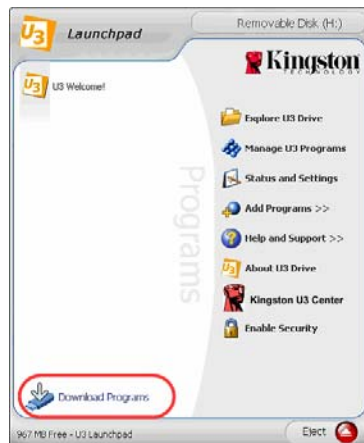 U3 Launchpad
Removable Disk (H:)
Kingston
TECHNOLOGY
U3 U3 Welcome!
Explore U3 Drive
Manage U3 Programs
Status and Settings
Add Programs >>
Help and Support >>
U3 About U3 Drive
Kingston U3 Center
Enable Security
Programs
Download Programs
967 MB Free - U3 Launchpad
Eject